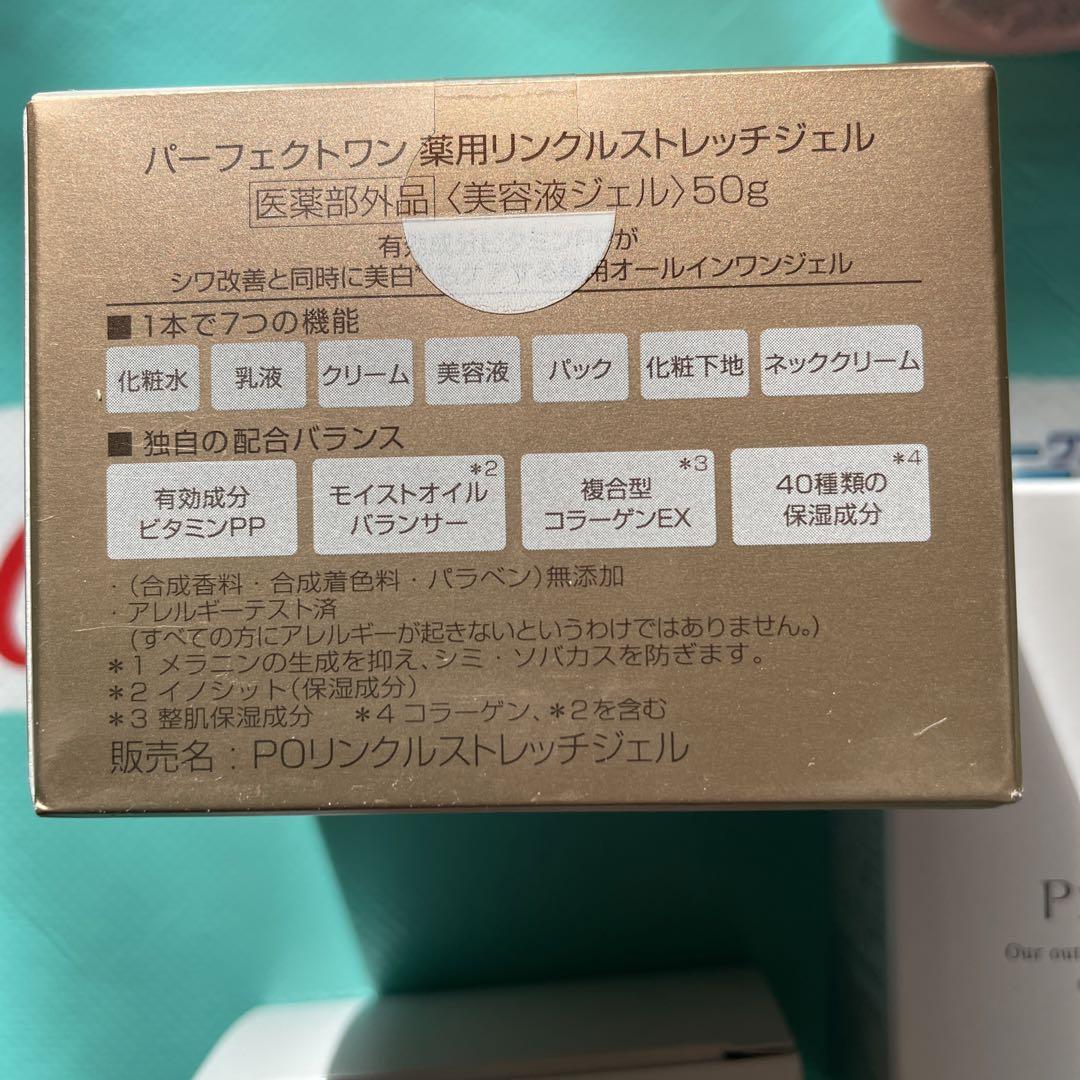 パーフェクトワン 薬用リンクルストレッチジェル
医薬部外品 〈美容液ジェル〉50g
有 が
シワ改善と同時に美白 用オールインワンジェル
■ 1本で7つの機能
化粧水 乳液 クリーム 美容液 パック 化粧下地 ネッククリーム
■ 独自の配合バランス
有効成分 ビタミンPP
モイストオイル バランサー *2
複合型 コラーゲンEX *3
40種類の 保湿成分 *4
・(合成香料・合成着色料・パラベン)無添加
・アレルギーテスト済
(すべての方にアレルギーが起きないというわけではありません。)
*1 メラニンの生成を抑え、シミ・ソバカスを防ぎます。
*2 イノシット(保湿成分)
*3 整肌保湿成分 *4 コラーゲン、*2を含む
販売名:POリンクルストレッチジェル
Our out